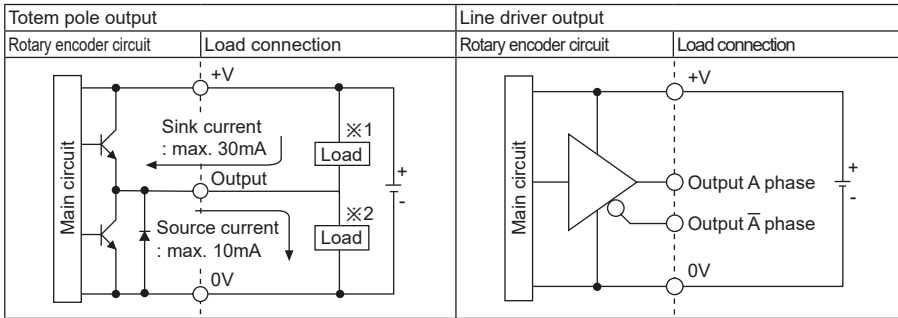 Totem pole output
Line driver output
Rotary encoder circuit
Load connection
Rotary encoder circuit
Load connection
Main circuit
+V
Sink current
: max. 30mA
※1
Load
Output
Source current
: max. 10mA
※2
Load
0V
+
-
Main circuit
+V
Output A phase
Output A̅ phase
0V
+
-